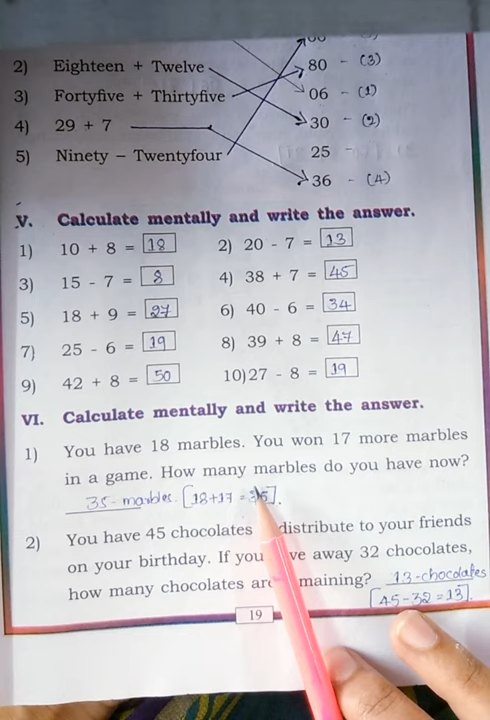 2) Eighteen + Twelve 80 - (3)
3) Fortyfive + Thirtyfive 06 - (1)
4) 29 + 7 30 - (2)
5) Ninety - Twentyfour 25 -
36 - (4)
V. Calculate mentally and write the answer.
1) 10 + 8 = 18 2) 20 - 7 = 13
3) 15 - 7 = 8 4) 38 + 7 = 45
5) 18 + 9 = 27 6) 40 - 6 = 34
7) 25 - 6 = 19 8) 39 + 8 = 47
9) 42 + 8 = 50 10) 27 - 8 = 19
VI. Calculate mentally and write the answer.
1) You have 18 marbles. You won 17 more marbles
in a game. How many marbles do you have now?
35- marbles. [18+17 = 35].
2) You have 45 chocolates distribute to your friends
on your birthday. If you ve away 32 chocolates,
how many chocolates are maining? 13-chocolates
[45-32 = 13].
19